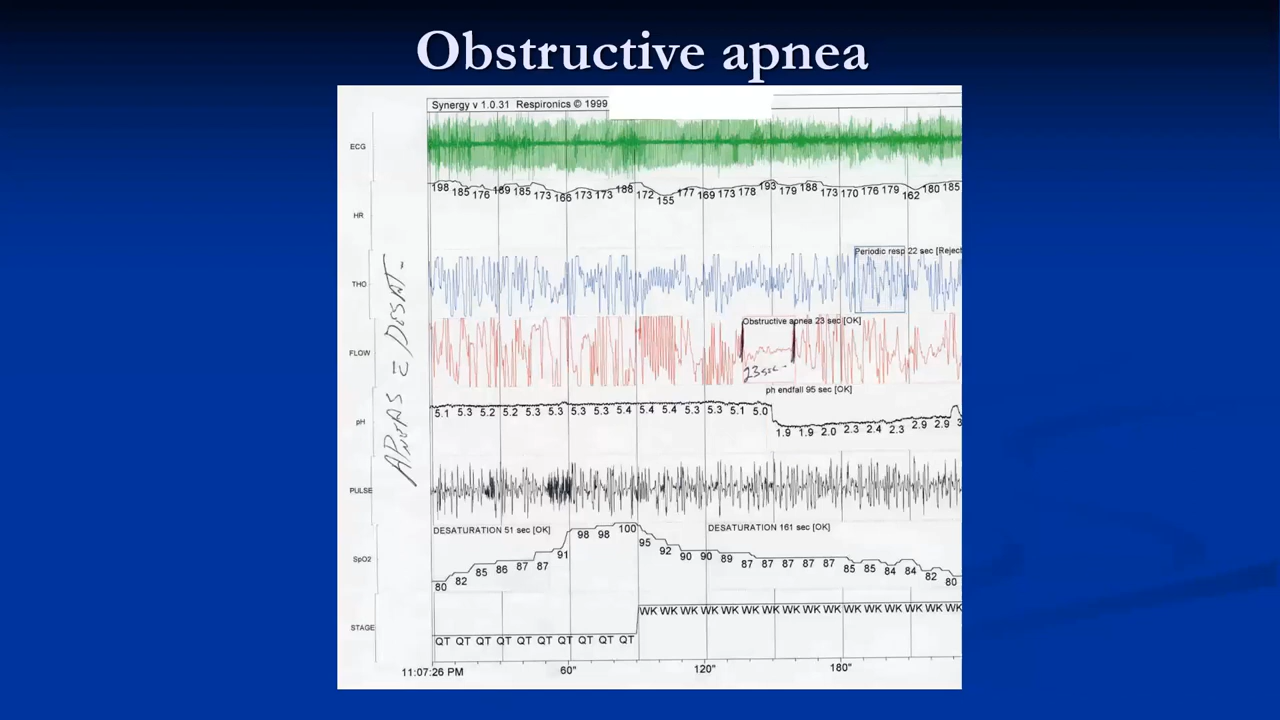 Obstructive apnea
Synergy v 1.0.31 Respironics © 1999
ECG
198 185 176 189 185 173 166 173 173 188 172 155 177 169 173 178 193 179 188 173 170 176 179 162 180 185
HR
Periodic resp 22 sec [Reject
THO
APNEAS c DESAT-
Obstructive apnea 23 sec [OK]
FLOW
23 sec-
ph endfall 95 sec [OK]
pH
5.1 5.3 5.2 5.2 5.3 5.3 5.3 5.3 5.4 5.4 5.4 5.3 5.3 5.1 5.0 1.9 1.9 2.0 2.3 2.4 2.3 2.9 2.9 3
PULSE
DESATURATION 51 sec [OK] DESATURATION 161 sec [OK]
SpO2
80 82 85 86 87 87 91 98 98 100 95 92 90 90 89 87 87 87 87 87 85 85 84 84 82 80
WK WK WK WK WK WK WK WK WK WK WK WK WK WK WK WK
STAGE
QT QT QT QT QT QT QT QT QT QT
11:07:26 PM 60" 120" 180"